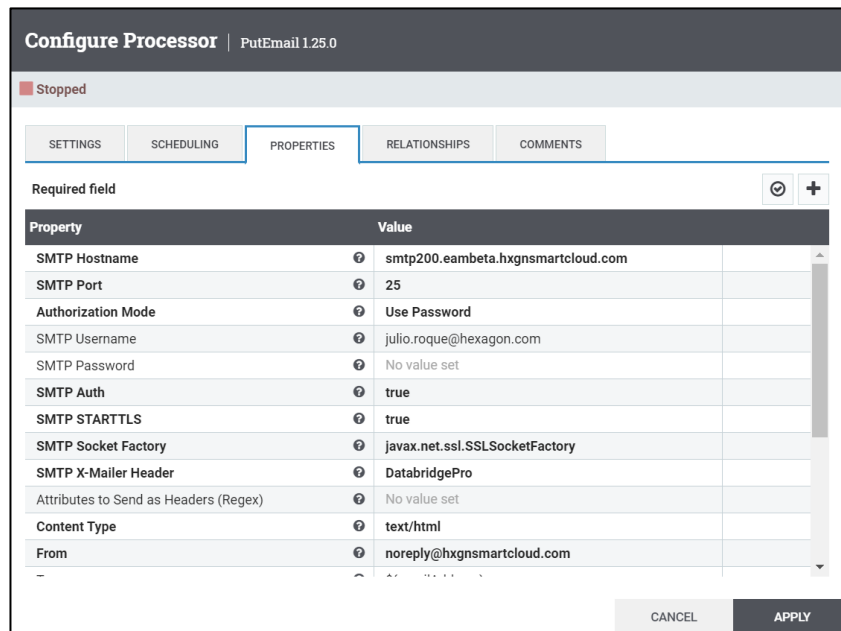 Configure Processor | PutEmail 1.25.0
Stopped
SETTINGS SCHEDULING PROPERTIES RELATIONSHIPS COMMENTS
Required field
Property Value
SMTP Hostname smtp200.eambeta.hxgnsmartcloud.com
SMTP Port 25
Authorization Mode Use Password
SMTP Username julio.roque@hexagon.com
SMTP Password No value set
SMTP Auth true
SMTP STARTTLS true
SMTP Socket Factory javax.net.ssl.SSLSocketFactory
SMTP X-Mailer Header DatabridgePro
Attributes to Send as Headers (Regex) No value set
Content Type text/html
From noreply@hxgnsmartcloud.com
CANCEL APPLY